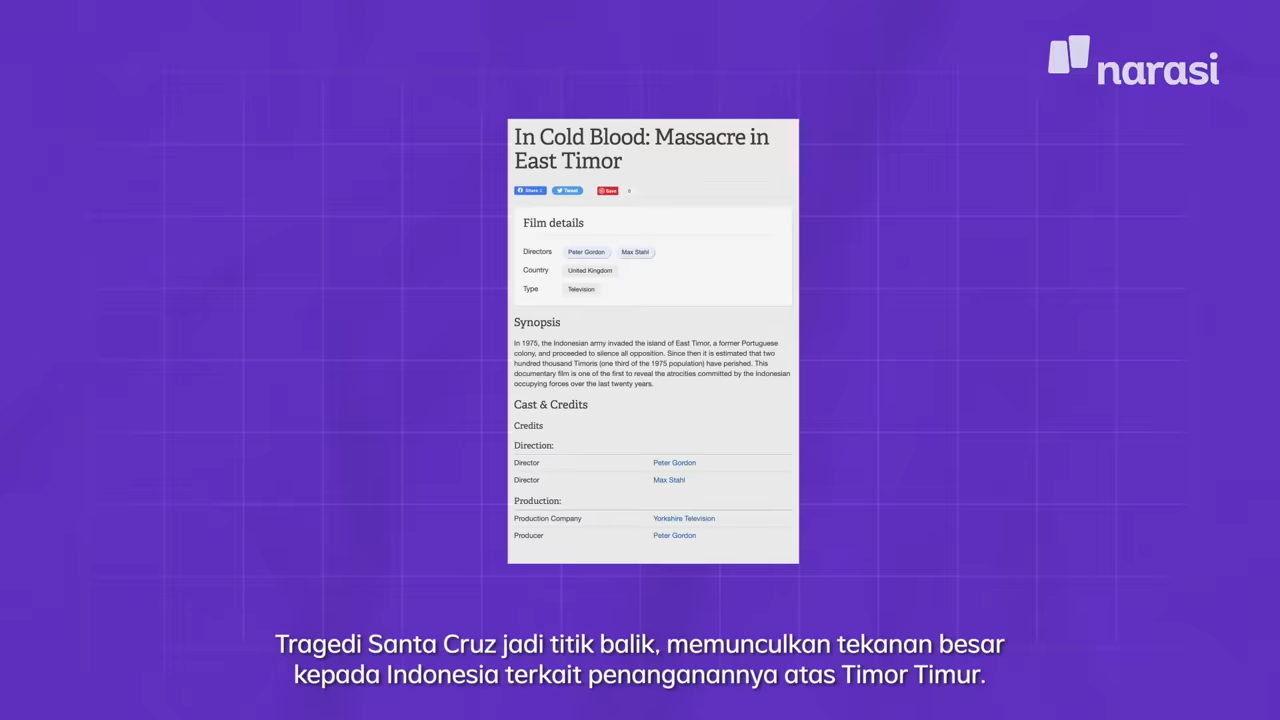 narasi
In Cold Blood: Massacre in
East Timor
Share 1
Tweet
Save
0
Film details
Directors Peter Gordon Max Stahl
Country United Kingdom
Type Television
Synopsis
In 1975, the Indonesian army invaded the island of East Timor, a former Portuguese
colony, and proceeded to silence all opposition. Since then it is estimated that two
hundred thousand Timoris (one third of the 1975 population) have perished. This
documentary film is one of the first to reveal the atrocities committed by the Indonesian
occupying forces over the last twenty years.
Cast & Credits
Credits
Direction:
Director Peter Gordon
Director Max Stahl
Production:
Production Company Yorkshire Television
Producer Peter Gordon
Tragedi Santa Cruz jadi titik balik, memunculkan tekanan besar
kepada Indonesia terkait penanganannya atas Timor Timur.